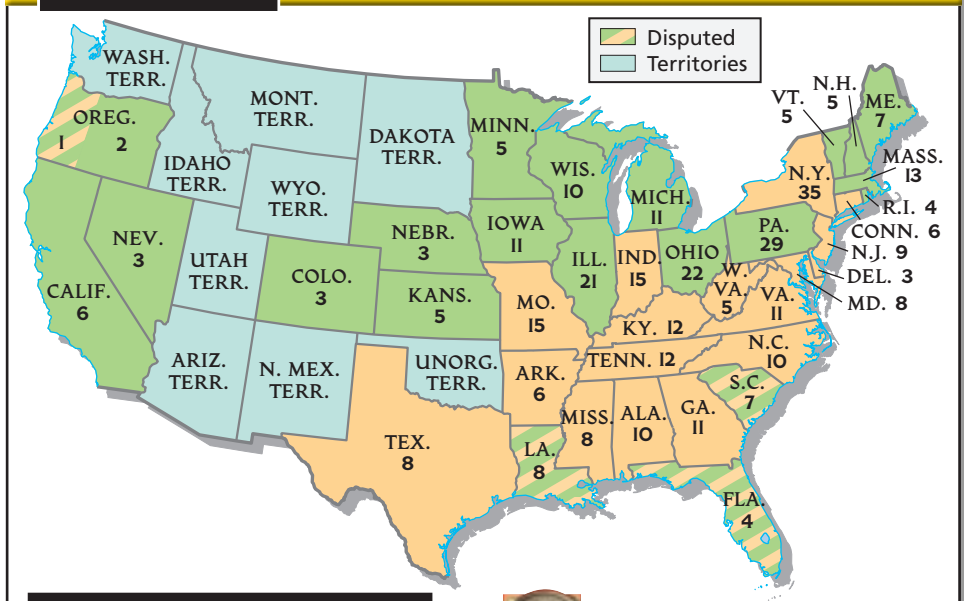 Disputed
Territories
WASH.
TERR.
OREG.
1 2
MONT.
TERR.
IDAHO
TERR.
WYO.
TERR.
DAKOTA
TERR.
MINN.
5
WIS.
10
MICH.
11
VT.
5
N.H.
5
ME.
7
MASS.
13
N.Y.
35
R.I. 4
CONN. 6
N.J. 9
DEL. 3
MD. 8
PA.
29
NEV.
3
CALIF.
6
UTAH
TERR.
COLO.
3
NEBR.
3
KANS.
5
IOWA
11
ILL.
21
IND.
15
OHIO
22
W.
VA.
5
VA.
11
MO.
15
KY. 12
N.C.
10
TENN. 12
S.C.
7
ARIZ.
TERR.
N. MEX.
TERR.
UNORG.
TERR.
ARK.
6
MISS.
8
ALA.
10
GA.
11
TEX.
8
LA.
8
FLA.
4